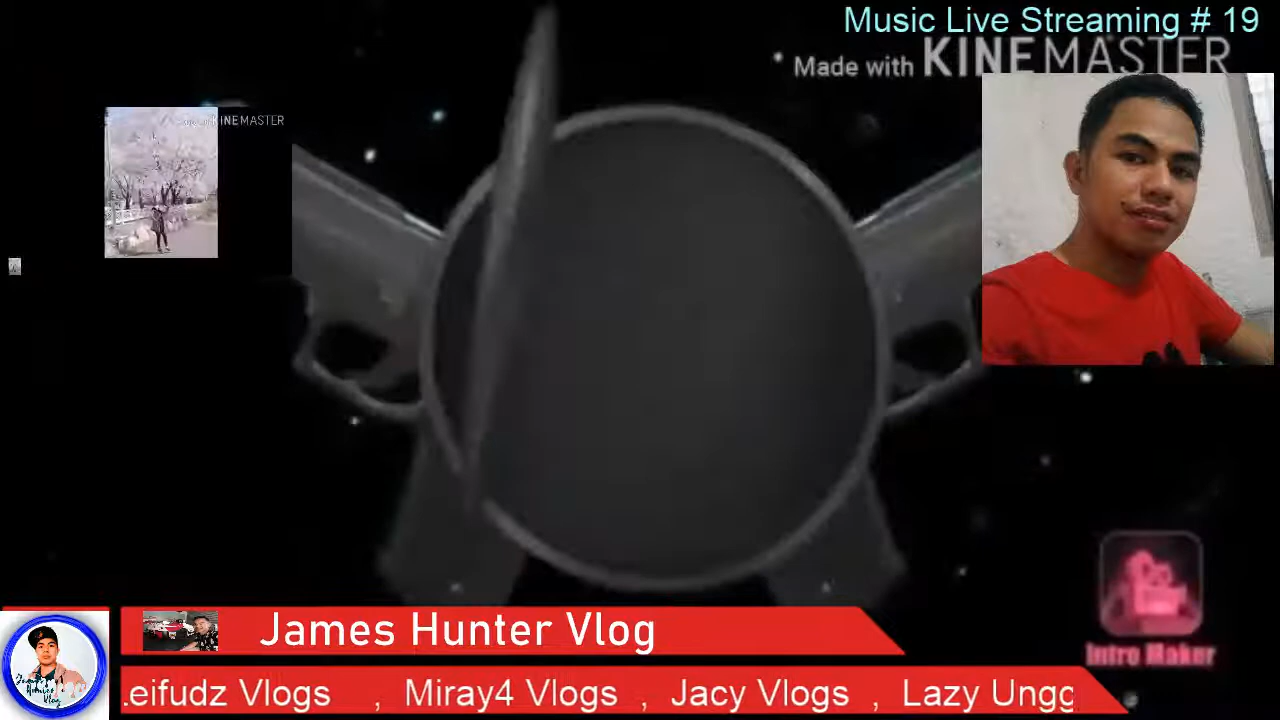 Music Live Streaming # 19
Made with KINEMASTER
KINEMASTER
Intro Maker
James Hunter Vlog
eifudz Vlogs , Miray4 Vlogs , Jacy Vlogs , Lazy Ungg
Vlog